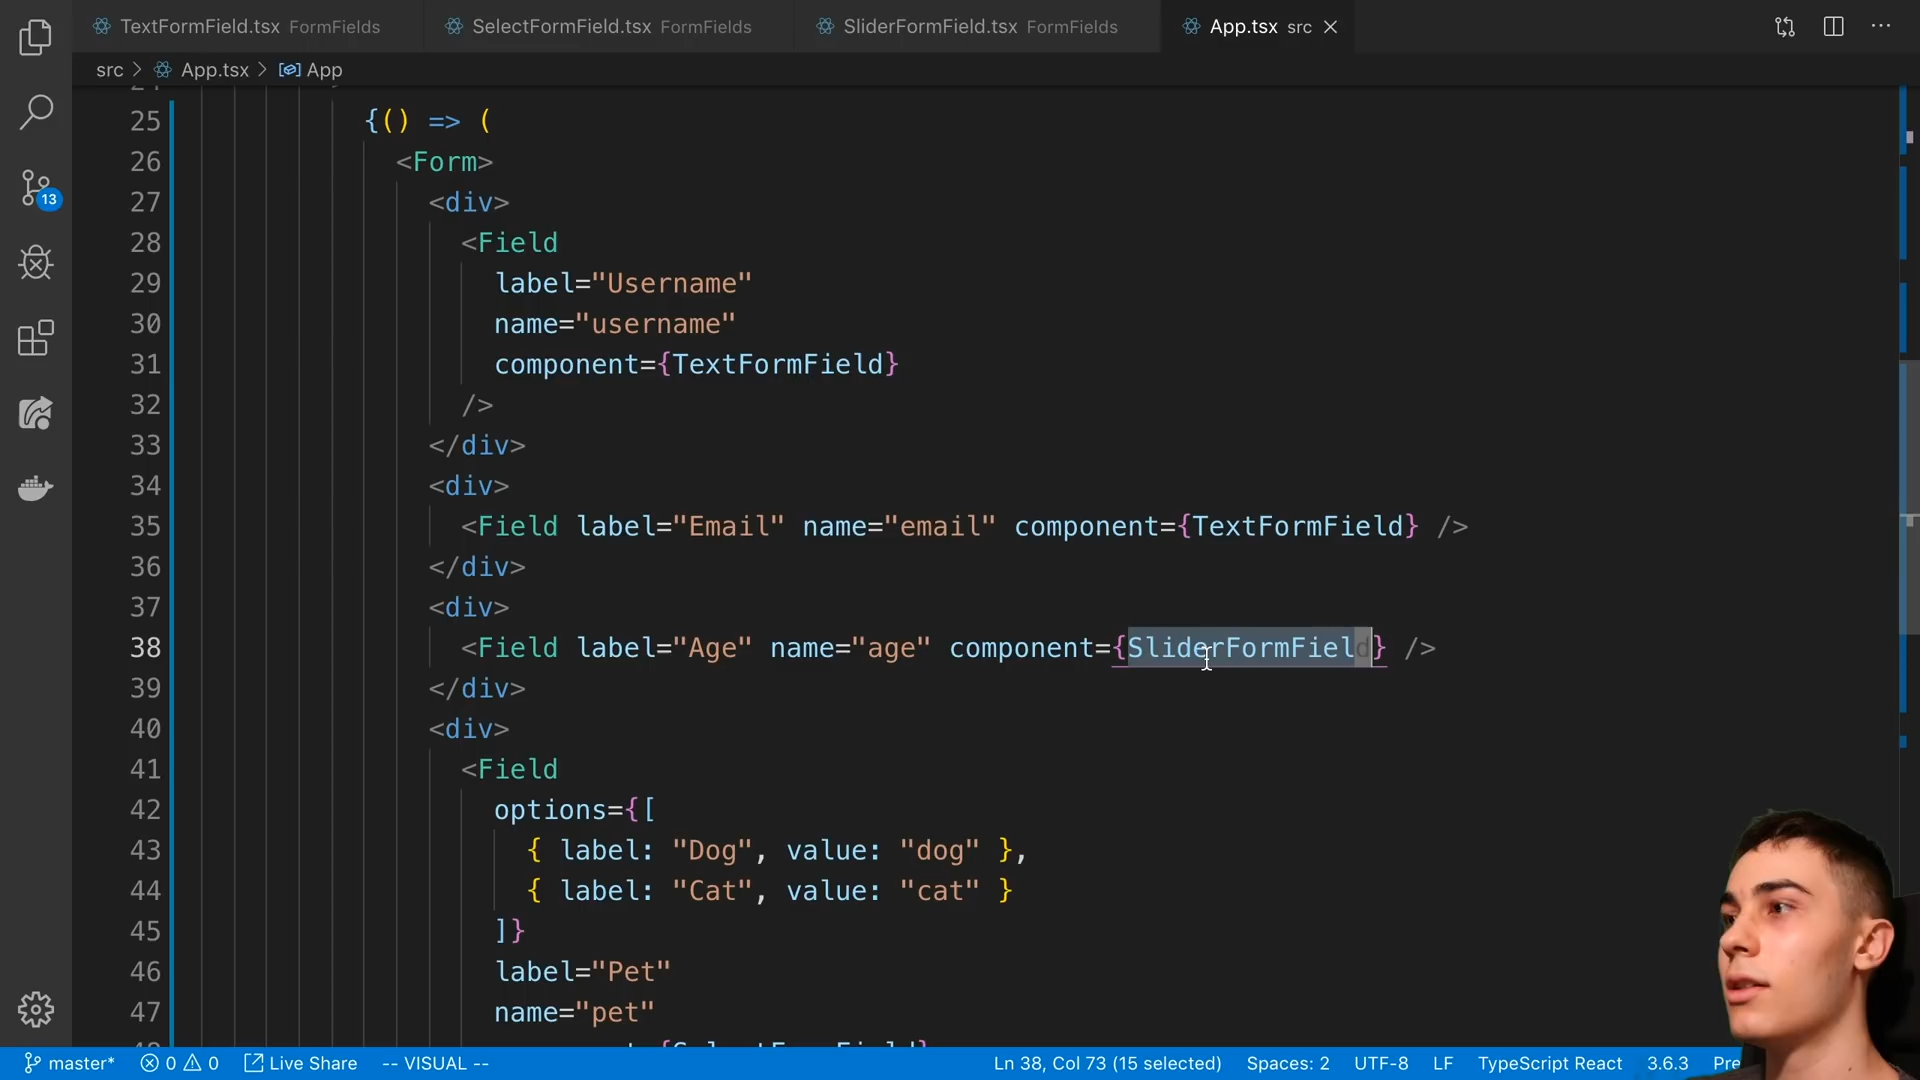 TextFormField.tsx FormFields
SelectFormField.tsx FormFields
SliderFormField.tsx FormFields
App.tsx src
src > App.tsx > App
25 {() => (
26 <Form>
27 <div>
28 <Field
29 label="Username"
30 name="username"
31 component={TextFormField}
32 />
33 </div>
34 <div>
35 <Field label="Email" name="email" component={TextFormField} />
36 </div>
37 <div>
38 <Field label="Age" name="age" component={SliderFormField} />
39 </div>
40 <div>
41 <Field
42 options={[
43 { label: "Dog", value: "dog" },
44 { label: "Cat", value: "cat" }
45 ]}
46 label="Pet"
47 name="pet"
13
master* 0 0 Live Share -- VISUAL -- Ln 38, Col 73 (15 selected) Spaces: 2 UTF-8 LF TypeScript React 3.6.3